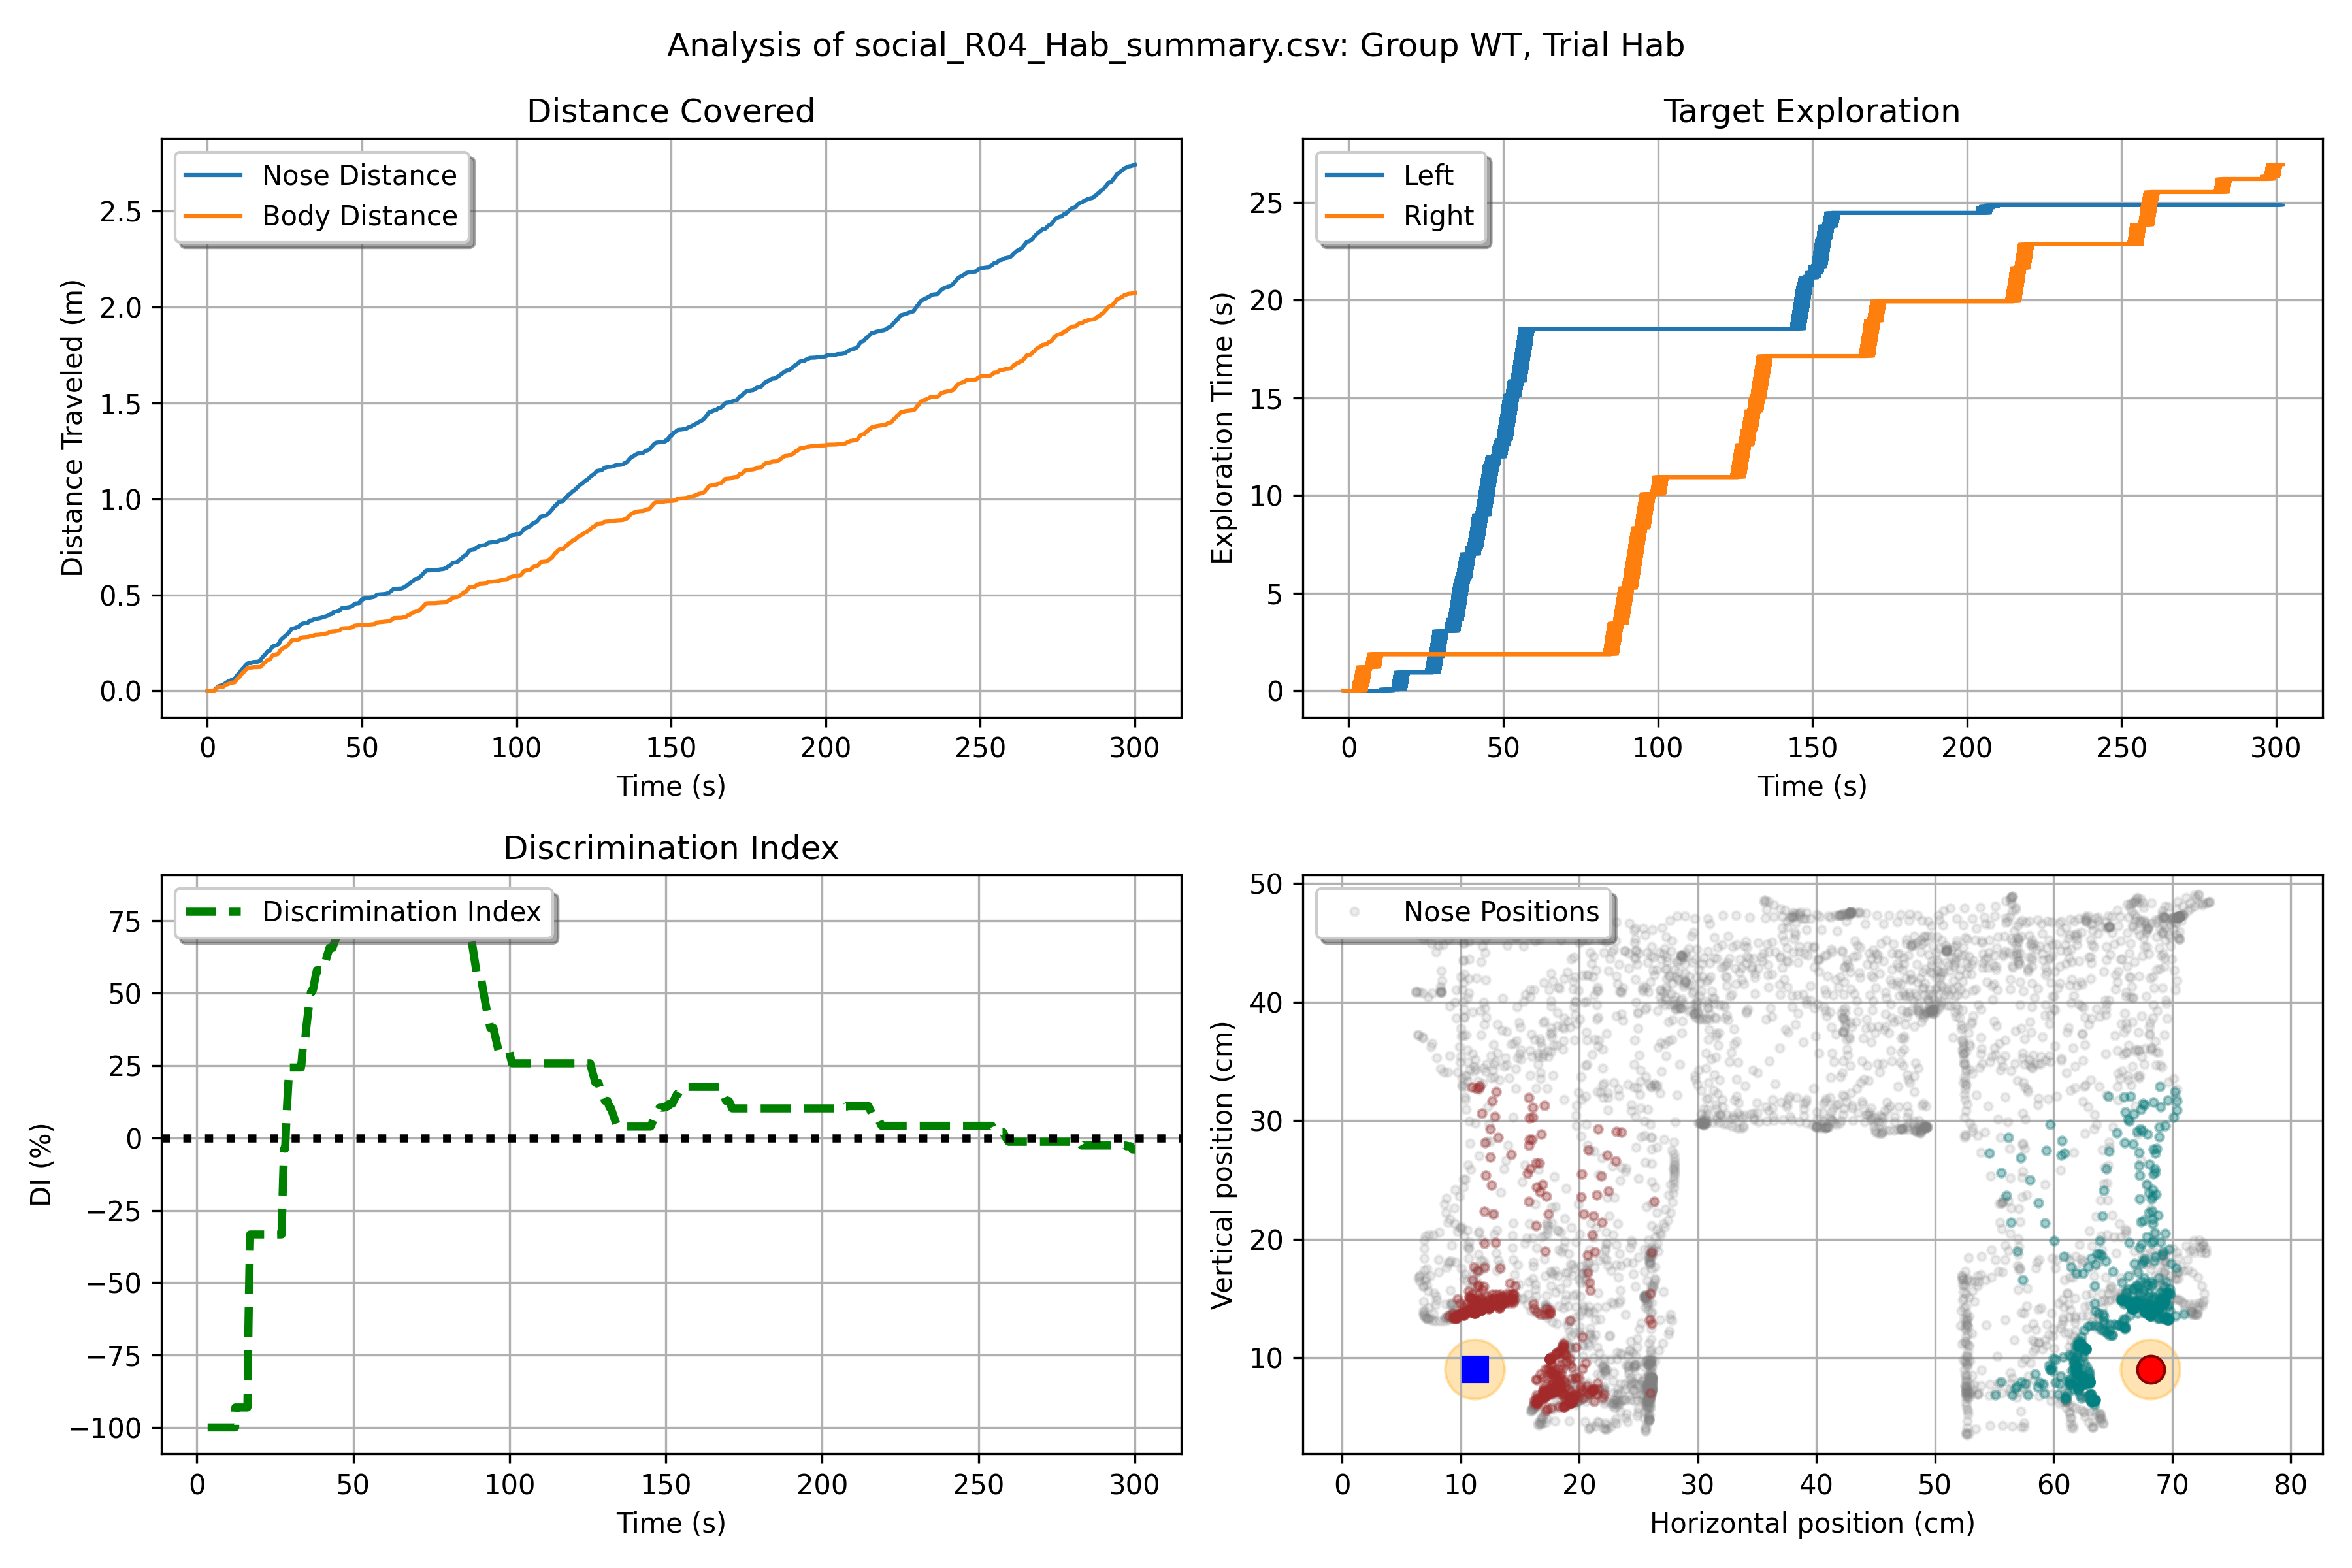 Analysis of social_R04_Hab_summary.csv: Group WT, Trial Hab
Distance Covered
Nose Distance
Body Distance
Distance Traveled (m)
2.5
2.0
1.5
1.0
0.5
0.0
0 50 100 150 200 250 300
Time (s)
Target Exploration
Left
Right
Exploration Time (s)
25
20
15
10
5
0
0 50 100 150 200 250 300
Time (s)
Discrimination Index
Discrimination Index
DI (%)
75
50
25
0
−25
−50
−75
−100
0 50 100 150 200 250 300
Time (s)
Nose Positions
Vertical position (cm)
50
40
30
20
10
0 10 20 30 40 50 60 70 80
Horizontal position (cm)